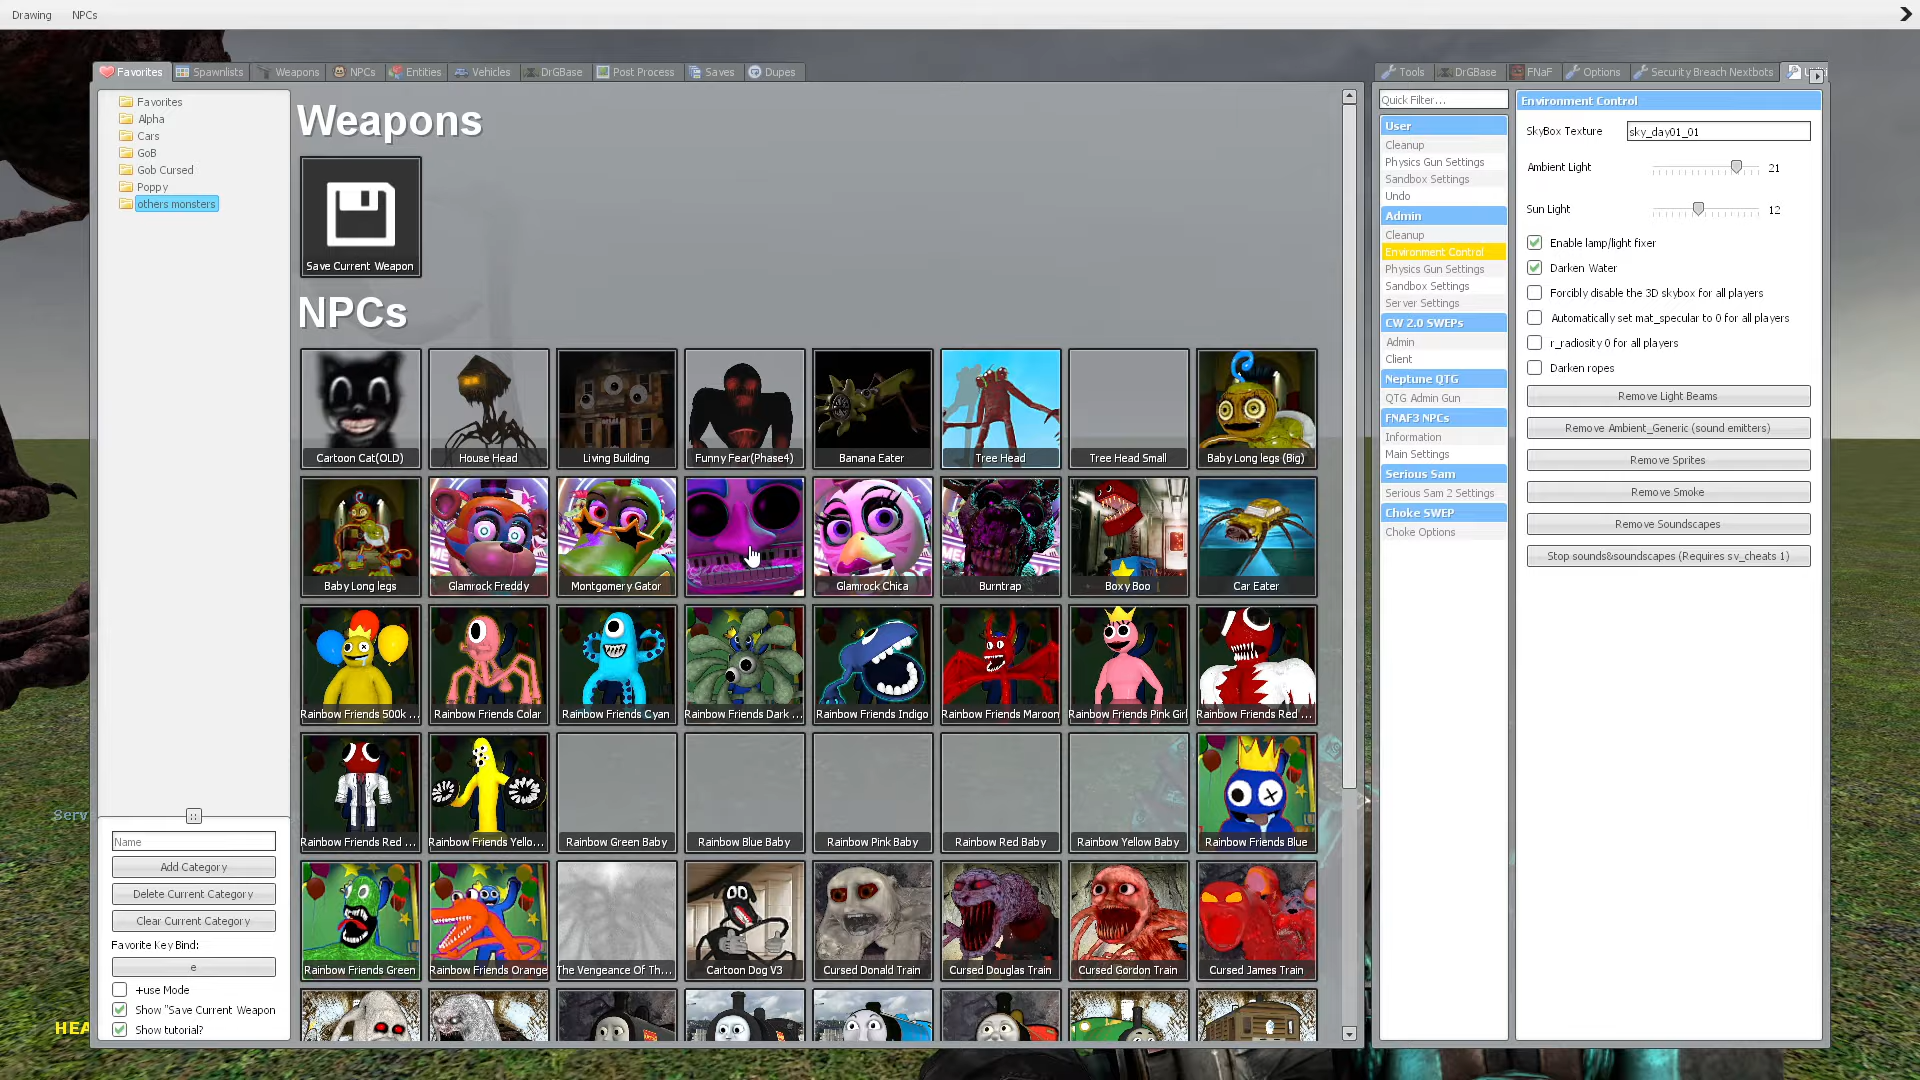 Drawing NPCs
Favorites Spawnlists Weapons NPCs Entities Vehicles DrGBase Post Process Saves Dupes
Tools DrGBase FNaF Options Security Breach Nextbots
Favorites
Alpha
Cars
GoB
Gob Cursed
Poppy
others monsters
Name
Add Category
Delete Current Category
Clear Current Category
Favorite Key Bind:
e
+use Mode
Show "Save Current Weapon
Show tutorial?
Serv
HEA
Weapons
Save Current Weapon
NPCs
Cartoon Cat(OLD) House Head Living Building Funny Fear(Phase4) Banana Eater Tree Head Tree Head Small Baby Long legs (Big)
Baby Long legs Glamrock Freddy Montgomery Gator Glamrock Chica Burntrap Boxy Boo Car Eater
Rainbow Friends 500k ... Rainbow Friends Colar Rainbow Friends Cyan Rainbow Friends Dark ... Rainbow Friends Indigo Rainbow Friends Maroon Rainbow Friends Pink Girl Rainbow Friends Red ...
Rainbow Friends Red ... Rainbow Friends Yello... Rainbow Green Baby Rainbow Blue Baby Rainbow Pink Baby Rainbow Red Baby Rainbow Yellow Baby Rainbow Friends Blue
Rainbow Friends Green Rainbow Friends Orange The Vengeance Of Th... Cartoon Dog V3 Cursed Donald Train Cursed Douglas Train Cursed Gordon Train Cursed James Train
Quick Filter...
User
Cleanup
Physics Gun Settings
Sandbox Settings
Undo
Admin
Cleanup
Environment Control
Physics Gun Settings
Sandbox Settings
Server Settings
CW 2.0 SWEPs
Admin
Client
Neptune QTG
QTG Admin Gun
FNAF3 NPCs
Information
Main Settings
Serious Sam
Serious Sam 2 Settings
Choke SWEP
Choke Options
Environment Control
SkyBox Texture sky_day01_01
Ambient Light 21
Sun Light 12
Enable lamp/light fixer
Darken Water
Forcibly disable the 3D skybox for all players
Automatically set mat_specular to 0 for all players
r_radiosity 0 for all players
Darken ropes
Remove Light Beams
Remove Ambient_Generic (sound emitters)
Remove Sprites
Remove Smoke
Remove Soundscapes
Stop sounds&soundscapes (Requires sv_cheats 1)